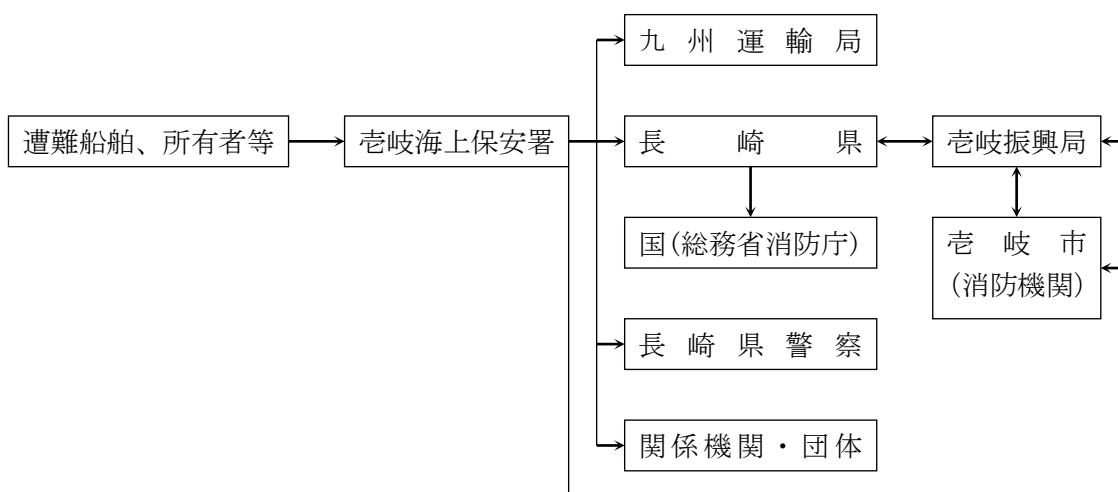 九州運輸局
遭難船舶、所有者等
壱岐海上保安署
長崎県
壱岐振興局
国(総務省消防庁)
壱岐市
(消防機関)
長崎県警察
関係機関・団体